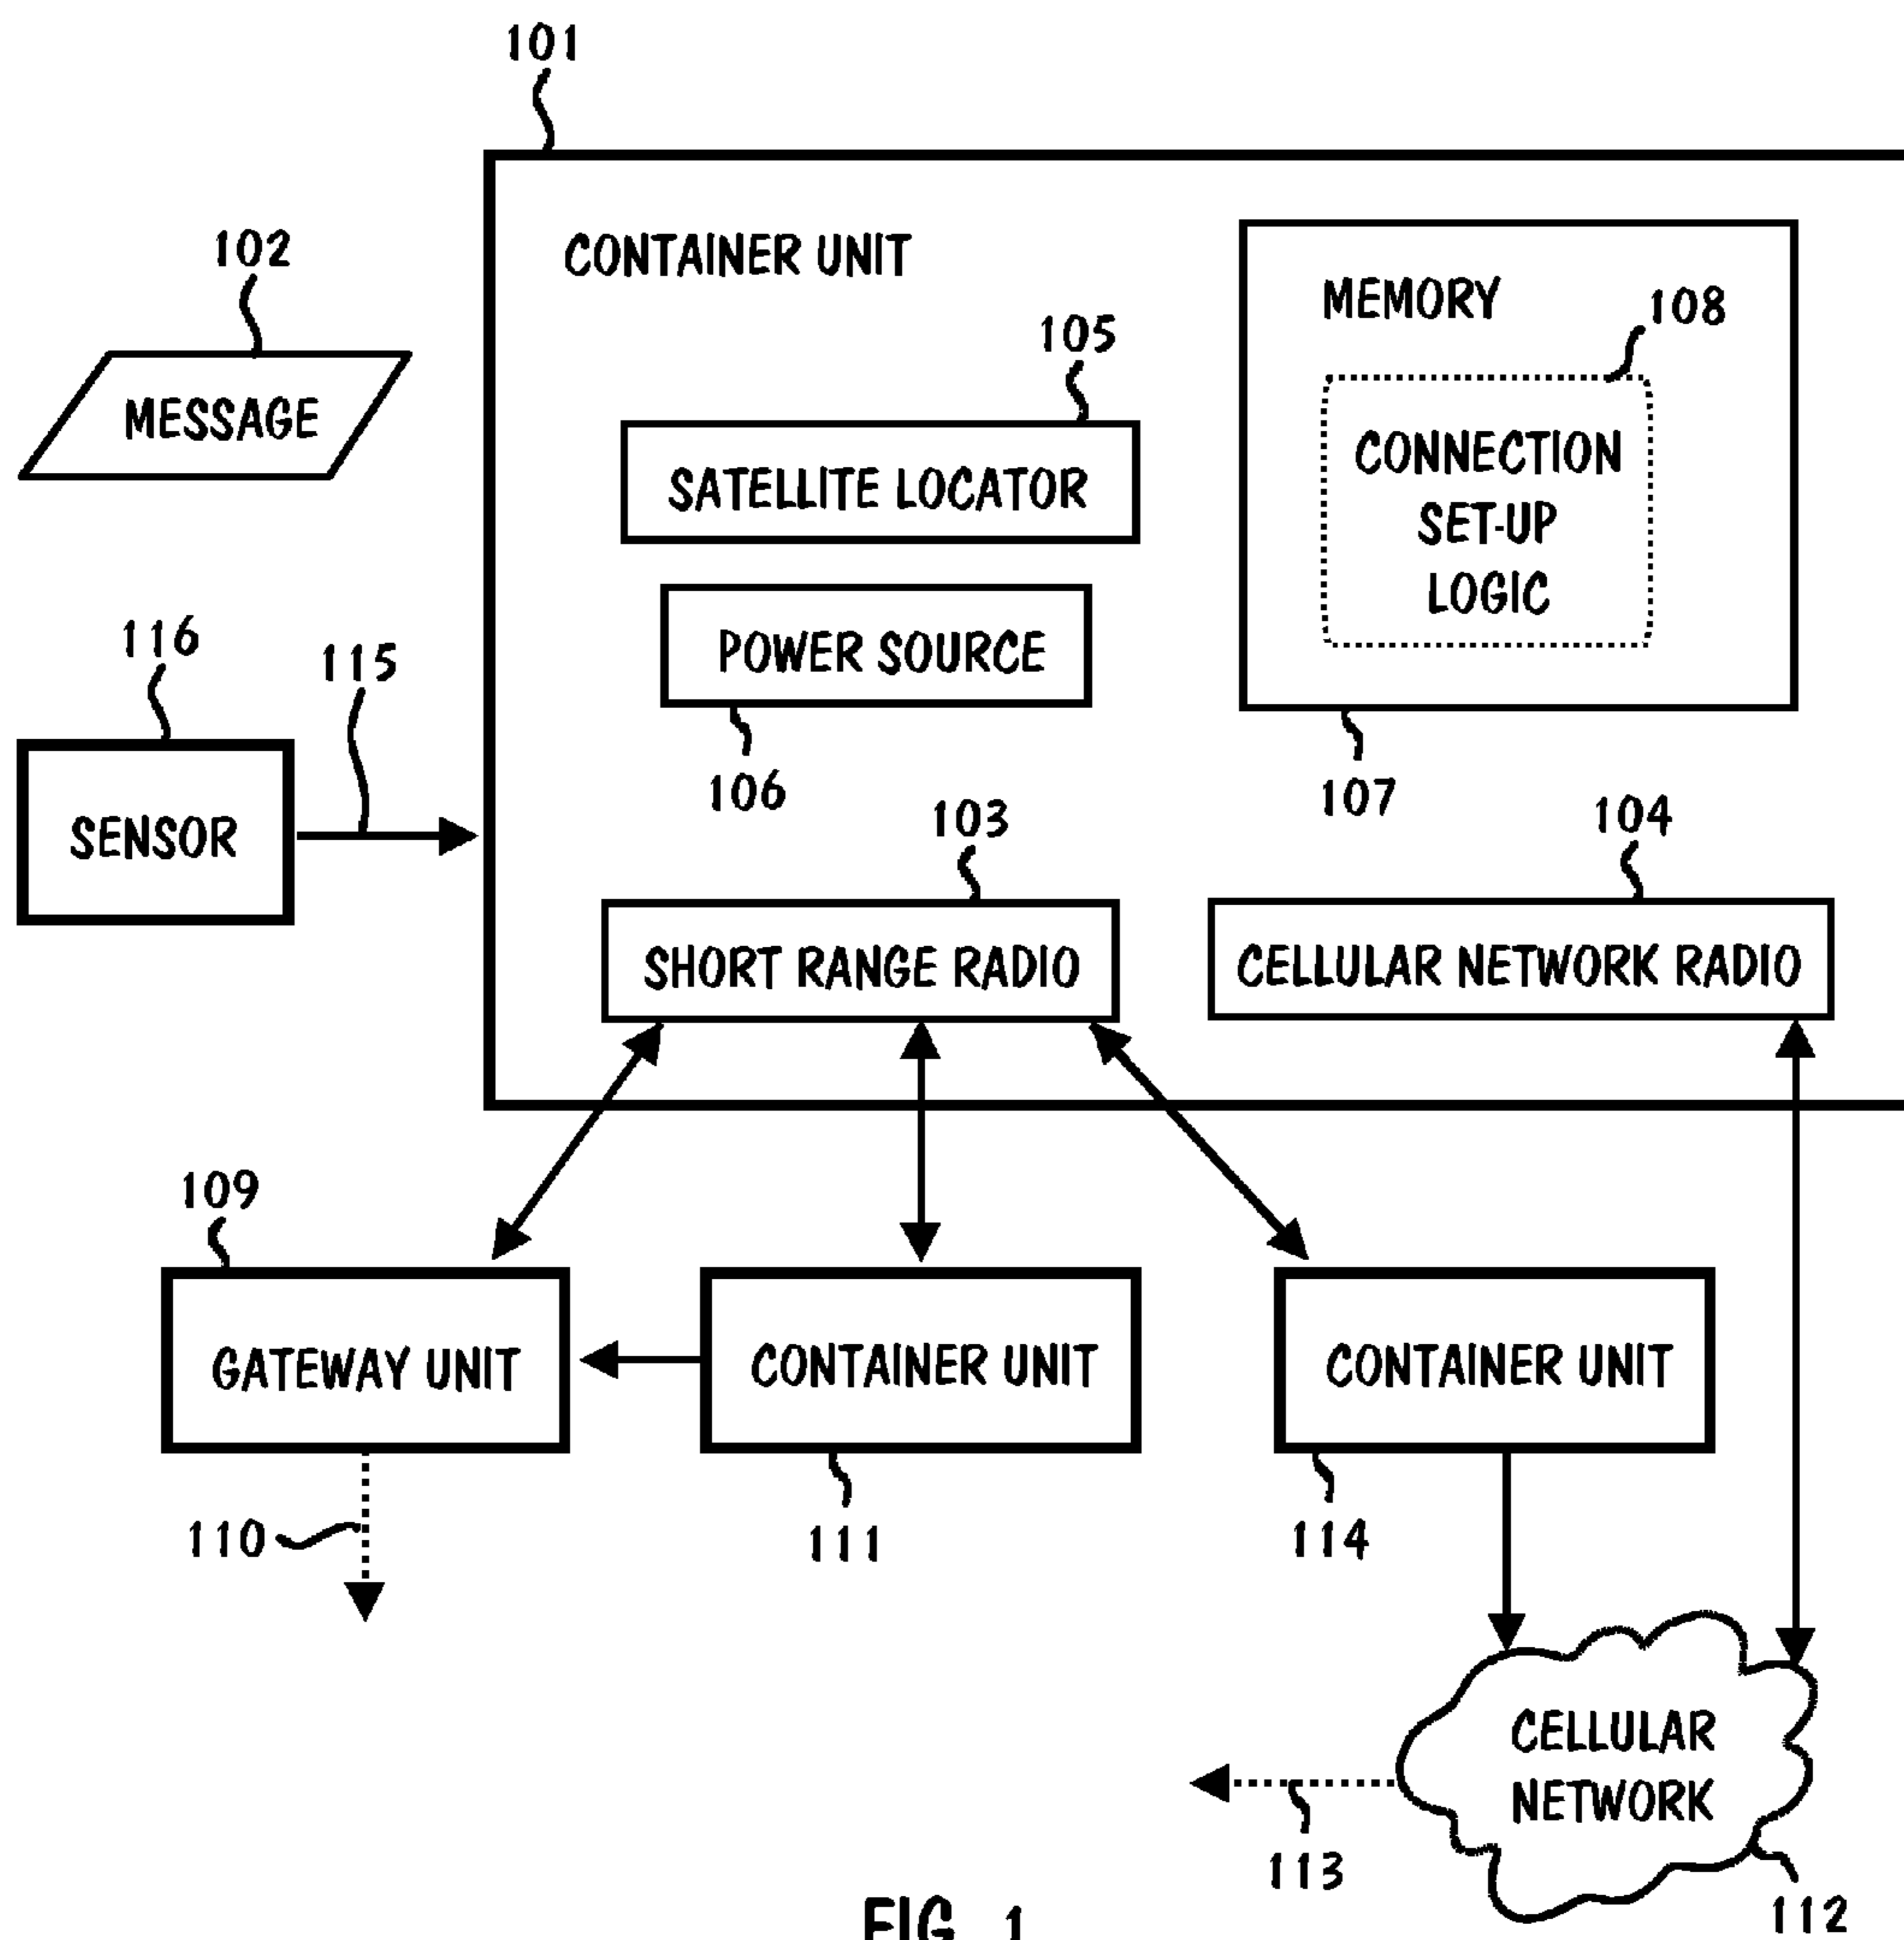 101
CONTAINER UNIT
102
MESSAGE
MEMORY
108
CONNECTION
SET-UP
LOGIC
105
SATELLITE LOCATOR
POWER SOURCE
106
107
116
115
SENSOR
103
SHORT RANGE RADIO
104
CELLULAR NETWORK RADIO
109
GATEWAY UNIT
CONTAINER UNIT
CONTAINER UNIT
110
111
114
CELLULAR
NETWORK
113
112
FIG. 1